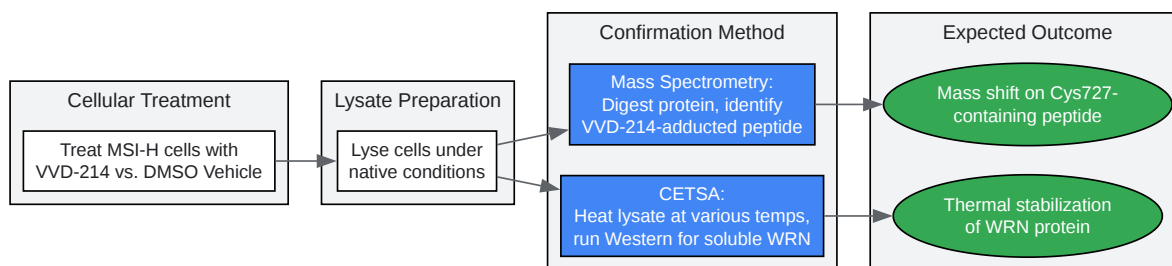 Cellular Treatment
Treat MSI-H cells with
VVD-214 vs. DMSO Vehicle
Lysate Preparation
Lyse cells under
native conditions
Confirmation Method
Mass Spectrometry:
Digest protein, identify
VVD-214-adducted peptide
CETSA:
Heat lysate at various temps,
run Western for soluble WRN
Expected Outcome
Mass shift on Cys727-
containing peptide
Thermal stabilization
of WRN protein